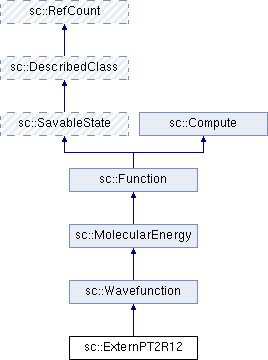 sc::RefCount
sc::DescribedClass
sc::SavableState
sc::Compute
sc::Function
sc::MolecularEnergy
sc::Wavefunction
sc::ExternPT2R12